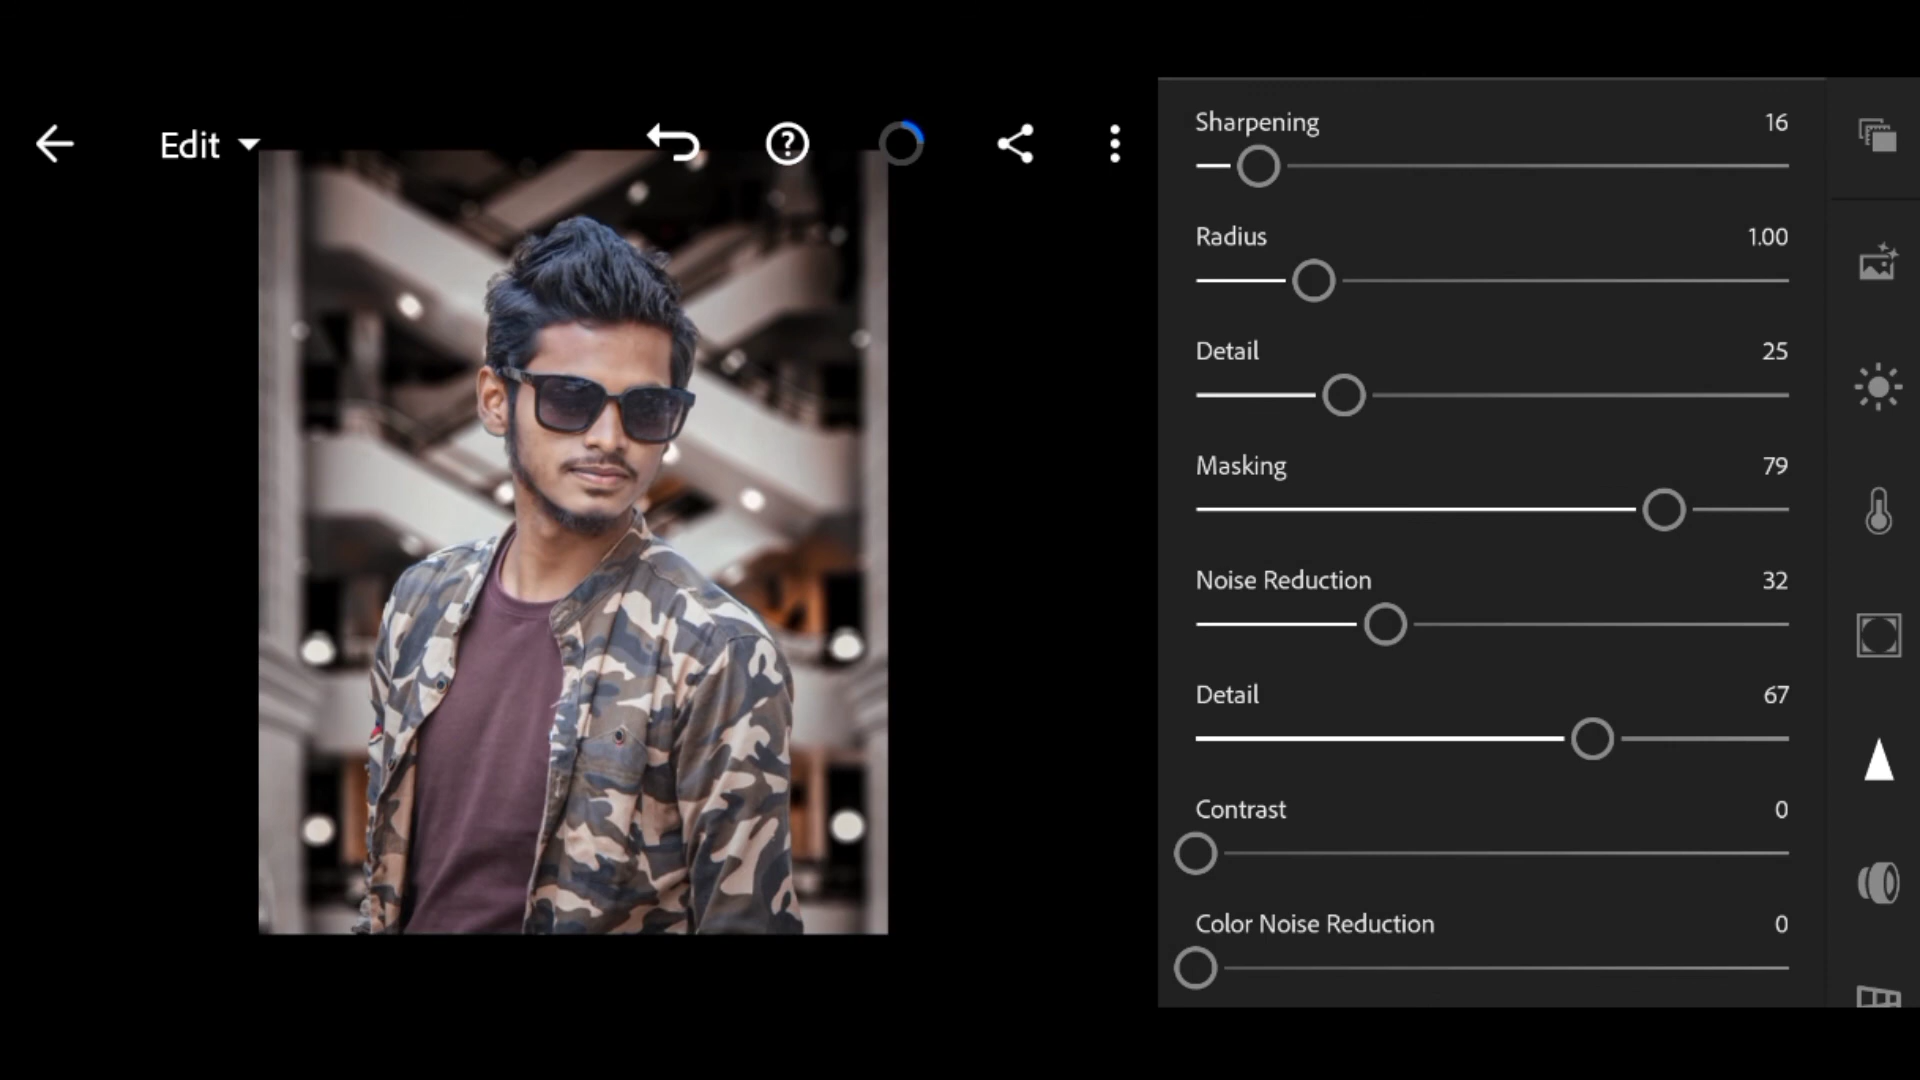 Edit
Sharpening 16
Radius 1.00
Detail 25
Masking 79
Noise Reduction 32
Detail 67
Contrast 0
Color Noise Reduction 0